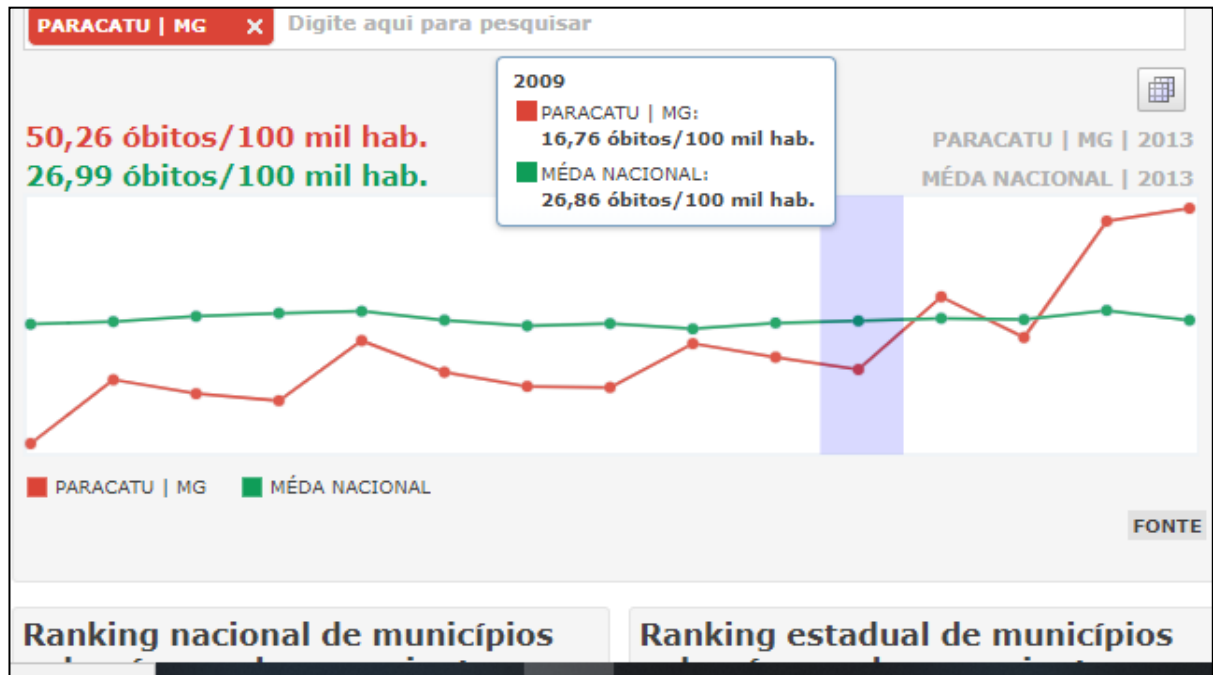 PARACATU | MG ✕ Digite aqui para pesquisar
2009
PARACATU | MG:
16,76 óbitos/100 mil hab.
MÉDA NACIONAL:
26,86 óbitos/100 mil hab.
50,26 óbitos/100 mil hab.
PARACATU | MG | 2013
26,99 óbitos/100 mil hab.
MÉDA NACIONAL | 2013
PARACATU | MG
MÉDA NACIONAL
FONTE
Ranking nacional de municípios
Ranking estadual de municípios